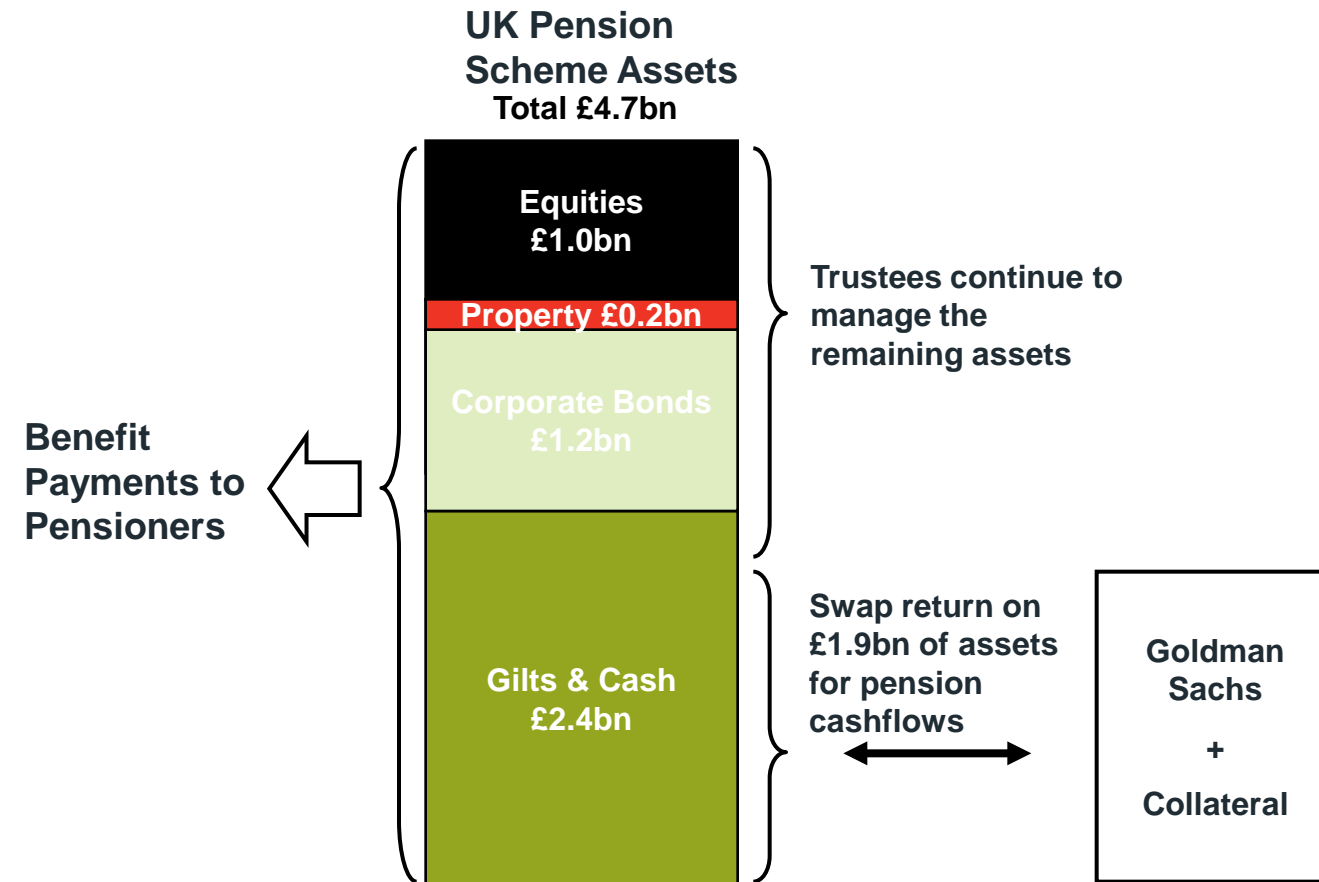 UK Pension
Scheme Assets
Total £4.7bn
Equities
£1.0bn
Property £0.2bn
Corporate Bonds
£1.2bn
Gilts & Cash
£2.4bn
Benefit
Payments to
Pensioners
Trustees continue to
manage the
remaining assets
Swap return on
£1.9bn of assets
for pension
cashflows
Goldman
Sachs
+
Collateral